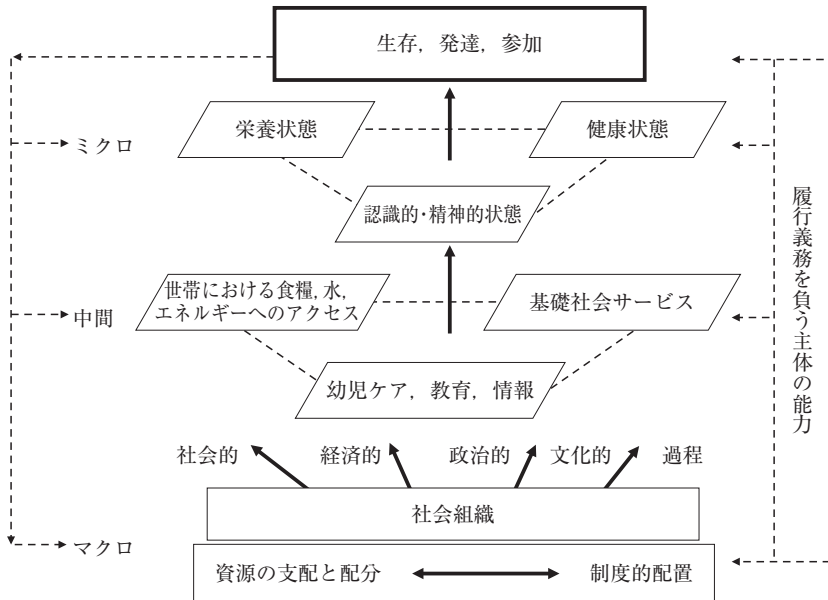 生存，発達，参加
栄養状態
健康状態
ミクロ
認識的・精神的状態
世帯における食糧，水，
エネルギーへのアクセス
基礎社会サービス
中間
幼児ケア，教育，情報
社会的 経済的 政治的 文化的 過程
社会組織
マクロ
資源の支配と配分
制度的配置
履行義務を負う主体の能力